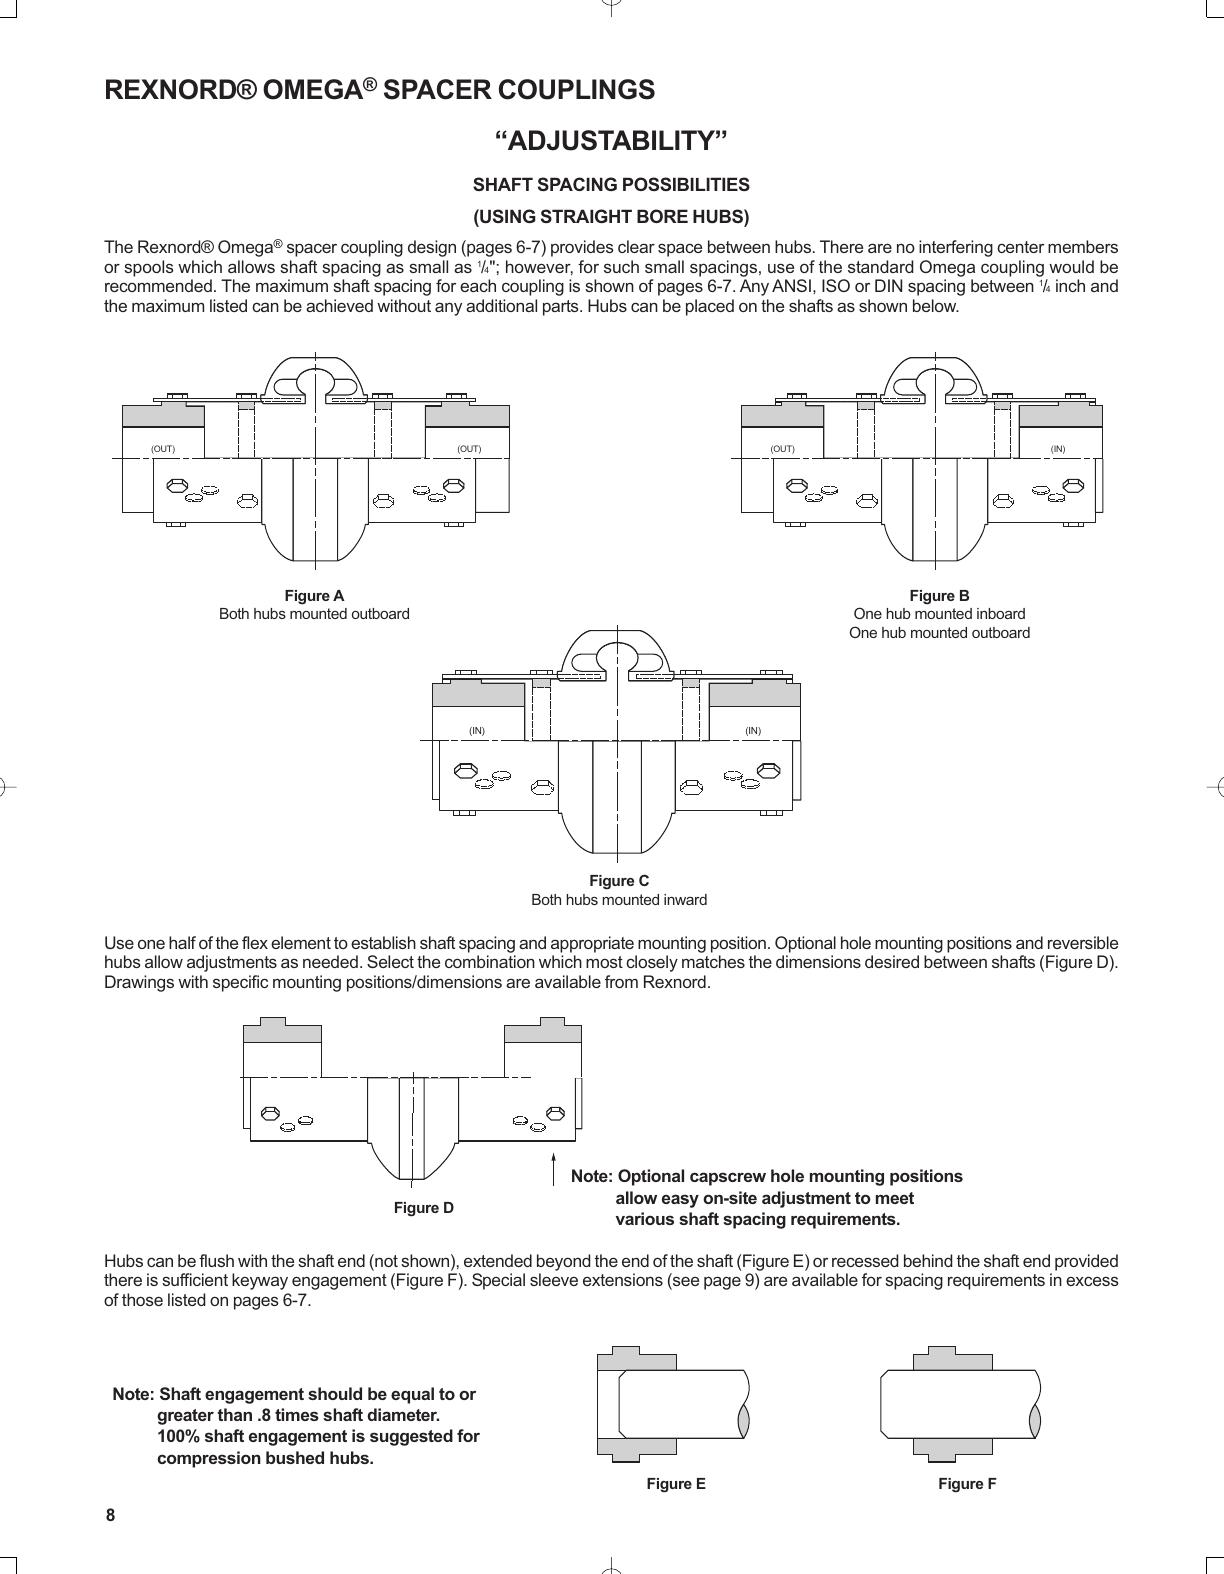 REXNORD® OMEGA® SPACER COUPLINGS
“ADJUSTABILITY”
SHAFT SPACING POSSIBILITIES
(USING STRAIGHT BORE HUBS)
The Rexnord® Omega® spacer coupling design (pages 6-7) provides clear space between hubs. There are no interfering center members
or spools which allows shaft spacing as small as 1/4"; however, for such small spacings, use of the standard Omega coupling would be
recommended. The maximum shaft spacing for each coupling is shown of pages 6-7. Any ANSI, ISO or DIN spacing between 1/4 inch and
the maximum listed can be achieved without any additional parts. Hubs can be placed on the shafts as shown below.
(OUT) (OUT)
(OUT) (IN)
Figure A
Both hubs mounted outboard
Figure B
One hub mounted inboard
One hub mounted outboard
(IN) (IN)
Figure C
Both hubs mounted inward
Use one half of the flex element to establish shaft spacing and appropriate mounting position. Optional hole mounting positions and reversible
hubs allow adjustments as needed. Select the combination which most closely matches the dimensions desired between shafts (Figure D).
Drawings with specific mounting positions/dimensions are available from Rexnord.
Note: Optional capscrew hole mounting positions
allow easy on-site adjustment to meet
various shaft spacing requirements.
Figure D
Hubs can be flush with the shaft end (not shown), extended beyond the end of the shaft (Figure E) or recessed behind the shaft end provided
there is sufficient keyway engagement (Figure F). Special sleeve extensions (see page 9) are available for spacing requirements in excess
of those listed on pages 6-7.
Note: Shaft engagement should be equal to or
greater than .8 times shaft diameter.
100% shaft engagement is suggested for
compression bushed hubs.
Figure E
Figure F
8